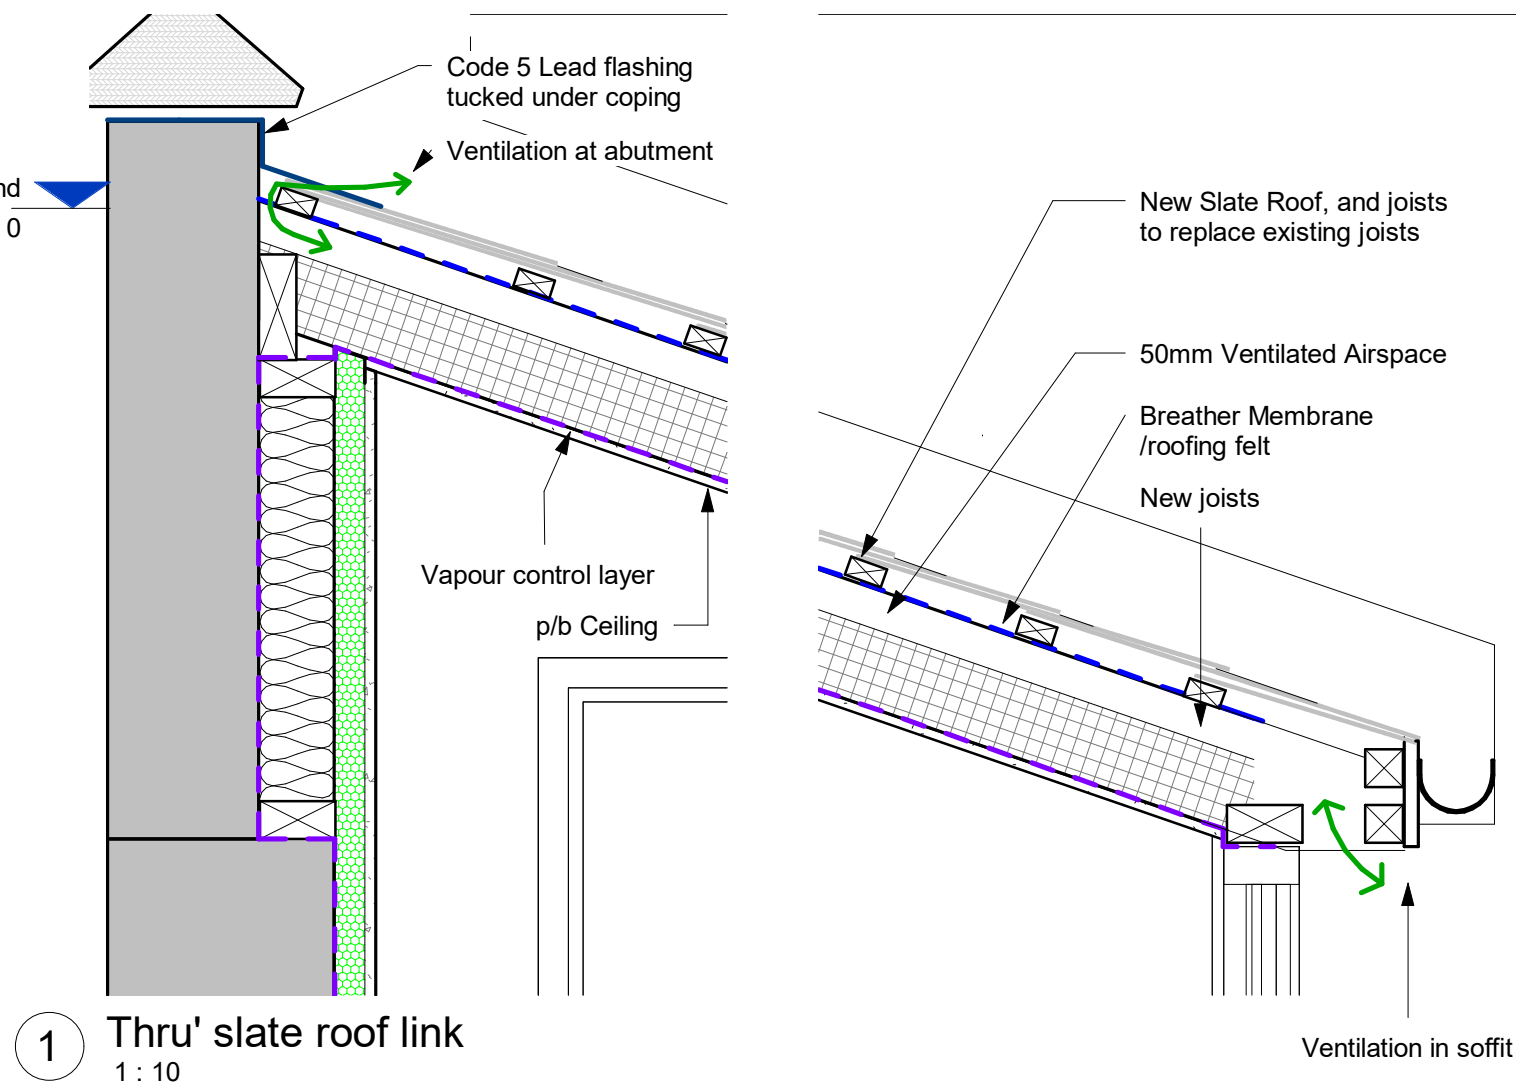 Code 5 Lead flashing
tucked under coping
Ventilation at abutment
nd
0
New Slate Roof, and joists
to replace existing joists
50mm Ventilated Airspace
Breather Membrane
/roofing felt
New joists
Vapour control layer
p/b Ceiling
1
Thru' slate roof link
1 : 10
Ventilation in soffit